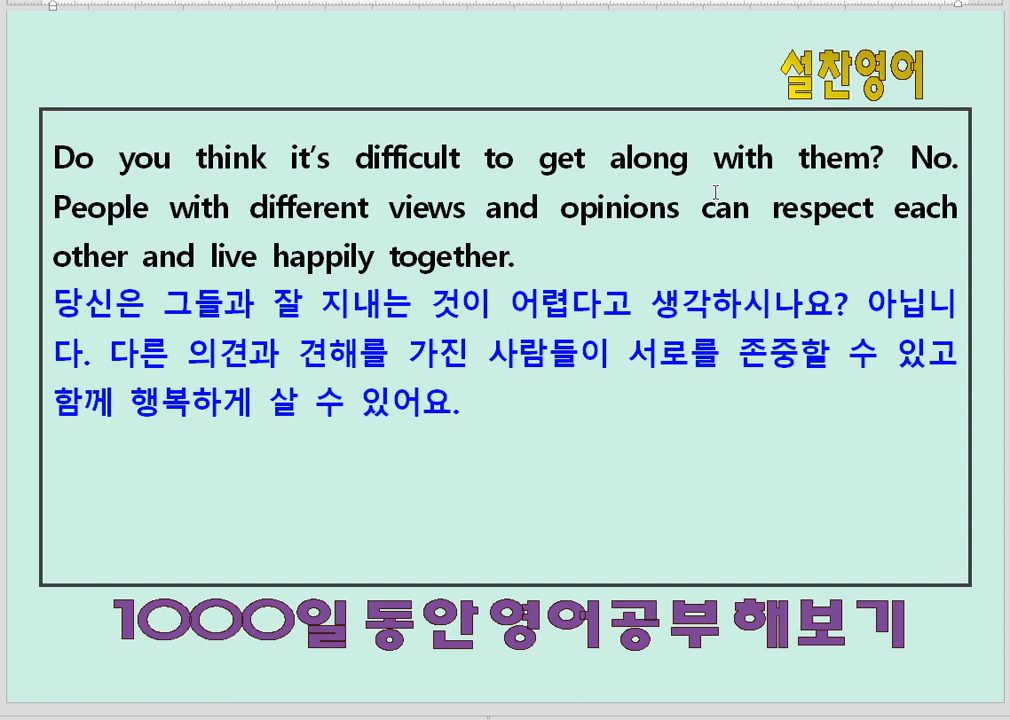 설찬영어
Do you think it's difficult to get along with them? No.
People with different views and opinions can respect each
other and live happily together.
당신은 그들과 잘 지내는 것이 어렵다고 생각하시나요? 아닙니
다. 다른 의견과 견해를 가진 사람들이 서로를 존중할 수 있고
함께 행복하게 살 수 있어요.
1000일 동안 영어공부 해보기